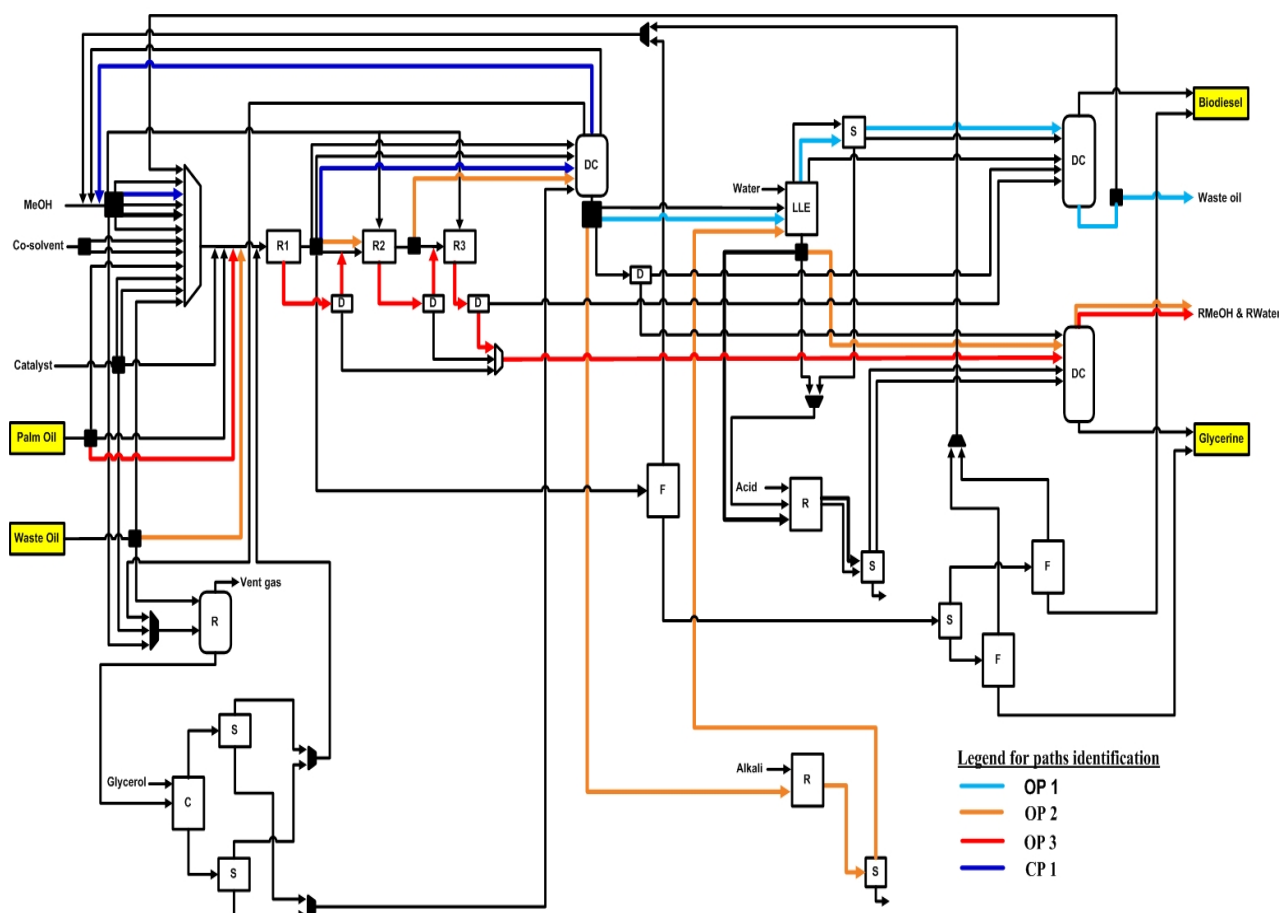 Biodiesel
DC
S
DC
Water
LLE
Waste oil
MeOH
Co-solvent
R1
R2
R3
D
D
D
D
RMeOH & RWater
Catalyst
DC
Palm Oil
Glycerine
F
Acid
R
Waste Oil
S
F
Vent gas
R
S
F
S
Glycerol
C
Alkali
R
S
S
Legend for paths identification
OP 1
OP 2
OP 3
CP 1